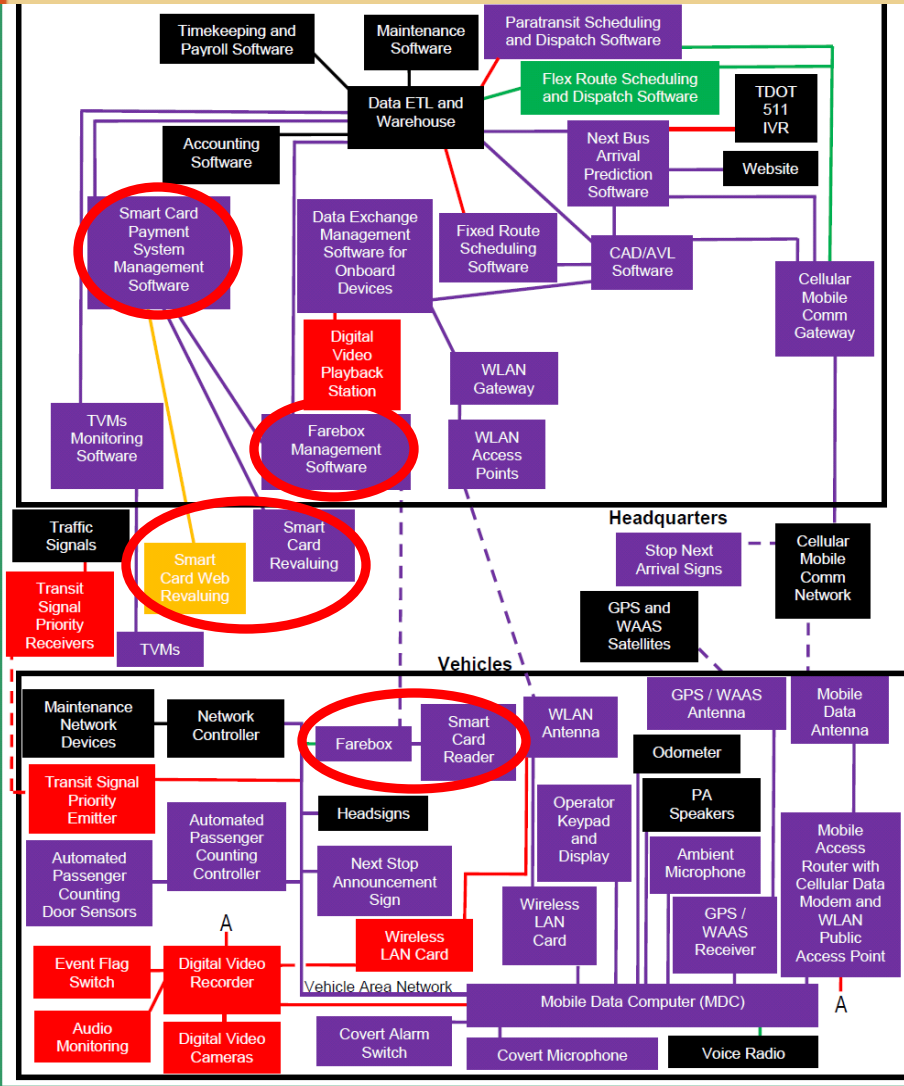 Timekeeping and
Payroll Software
Maintenance
Software
Paratransit Scheduling
and Dispatch Software
Flex Route Scheduling
and Dispatch Software
TDOT
511
IVR
Data ETL and
Warehouse
Accounting
Software
Next Bus
Arrival
Prediction
Software
Website
Smart Card
Payment
System
Management
Software
Data Exchange
Management
Software for
Onboard
Devices
Fixed Route
Scheduling
Software
CAD/AVL
Software
Cellular
Mobile
Comm
Gateway
Digital
Video
Playback
Station
WLAN
Gateway
TVMs
Monitoring
Software
Farebox
Management
Software
WLAN
Access
Points
Headquarters
Traffic
Signals
Smart
Card
Revaluing
Smart
Card Web
Revaluing
Stop Next
Arrival Signs
Cellular
Mobile
Comm
Network
Transit
Signal
Priority
Receivers
GPS and
WAAS
Satellites
TVMs
Vehicles
Maintenance
Network
Devices
Network
Controller
Farebox
Smart
Card
Reader
WLAN
Antenna
GPS / WAAS
Antenna
Mobile
Data
Antenna
Odometer
Transit Signal
Priority
Emitter
Headsigns
Operator
Keypad
and
Display
PA
Speakers
Automated
Passenger
Counting
Controller
Automated
Passenger
Counting
Door Sensors
Next Stop
Announcement
Sign
Ambient
Microphone
Mobile
Access
Router with
Cellular Data
Modem and
WLAN
Public
Access Point
Wireless
LAN
Card
GPS /
WAAS
Receiver
A
Wireless
LAN Card
Event Flag
Switch
Digital Video
Recorder
Vehicle Area Network
Mobile Data Computer (MDC)
A
Audio
Monitoring
Digital Video
Cameras
Covert Alarm
Switch
Covert Microphone
Voice Radio